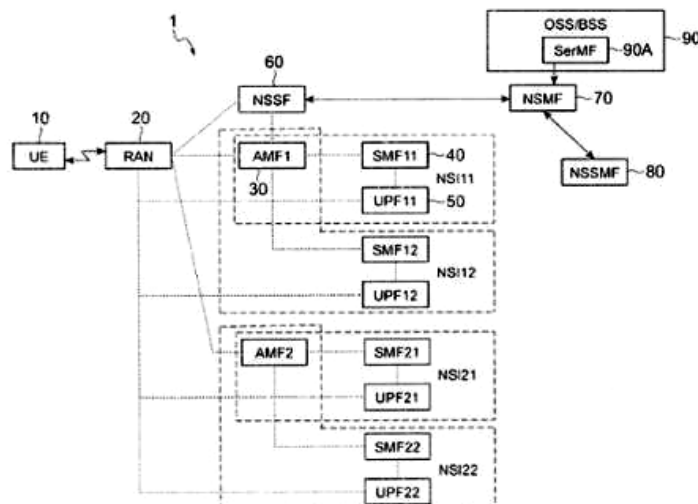 1
OSS/BSS
SerMF
90A
90
60
NSSF
NSMF
70
10
20
UE
RAN
AMF1
SMF11
40
NSI11
30
UPF11
50
NSSMF
80
SMF12
NSI12
UPF12
AMF2
SMF21
NSI21
UPF21
SMF22
NSI22
UPF22